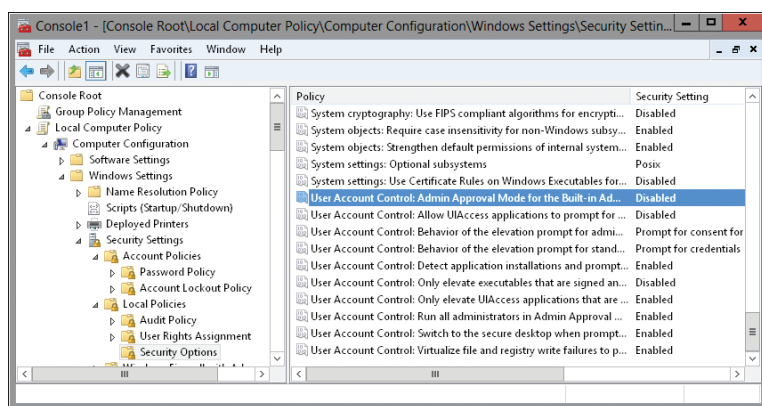 Console1 - [Console Root\Local Computer Policy\Computer Configuration\Windows Settings\Security Settin...
File Action View Favorites Window Help
Console Root
Group Policy Management
Local Computer Policy
Computer Configuration
Software Settings
Windows Settings
Name Resolution Policy
Scripts (Startup/Shutdown)
Deployed Printers
Security Settings
Account Policies
Password Policy
Account Lockout Policy
Local Policies
Audit Policy
User Rights Assignment
Security Options
Policy Security Setting
System cryptography: Use FIPS compliant algorithms for encrypti... Disabled
System objects: Require case insensitivity for non-Windows subsy... Enabled
System objects: Strengthen default permissions of internal system... Enabled
System settings: Optional subsystems Posix
System settings: Use Certificate Rules on Windows Executables for... Disabled
User Account Control: Admin Approval Mode for the Built-in Ad... Disabled
User Account Control: Allow UIAccess applications to prompt for ... Disabled
User Account Control: Behavior of the elevation prompt for admi... Prompt for consent for
User Account Control: Behavior of the elevation prompt for stand... Prompt for credentials
User Account Control: Detect application installations and prompt... Enabled
User Account Control: Only elevate executables that are signed an... Disabled
User Account Control: Only elevate UIAccess applications that are ... Enabled
User Account Control: Run all administrators in Admin Approval ... Enabled
User Account Control: Switch to the secure desktop when prompt... Enabled
User Account Control: Virtualize file and registry write failures to p... Enabled